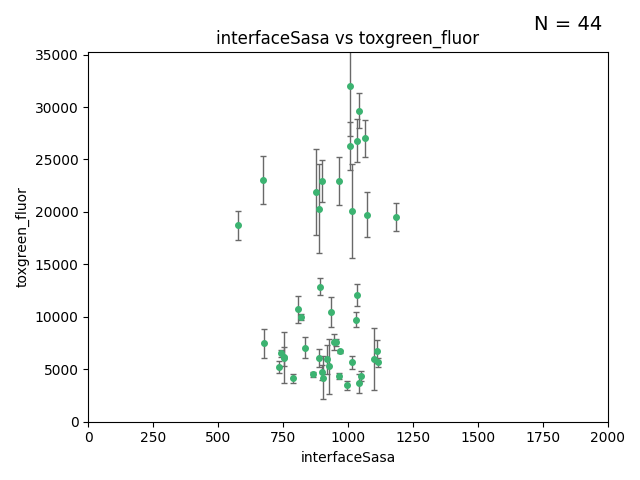 N = 44
interfaceSasa vs toxgreen_fluor
35000
30000
25000
20000
15000
10000
5000
0
toxgreen_fluor
0 250 500 750 1000 1250 1500 1750 2000
interfaceSasa